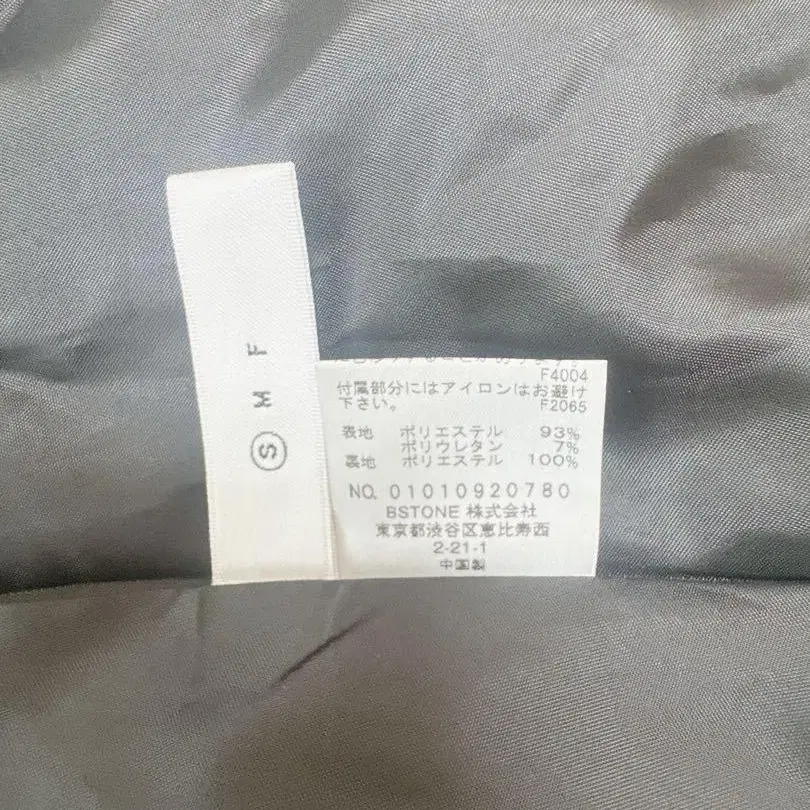 S M F
F4004
付属部分にはアイロンはお避け
下さい。 F2065
表地 ポリエステル 93%
ポリウレタン 7%
裏地 ポリエステル 100%
NO. 01010920780
BSTONE 株式会社
東京都渋谷区恵比寿西
2-21-1
中国製